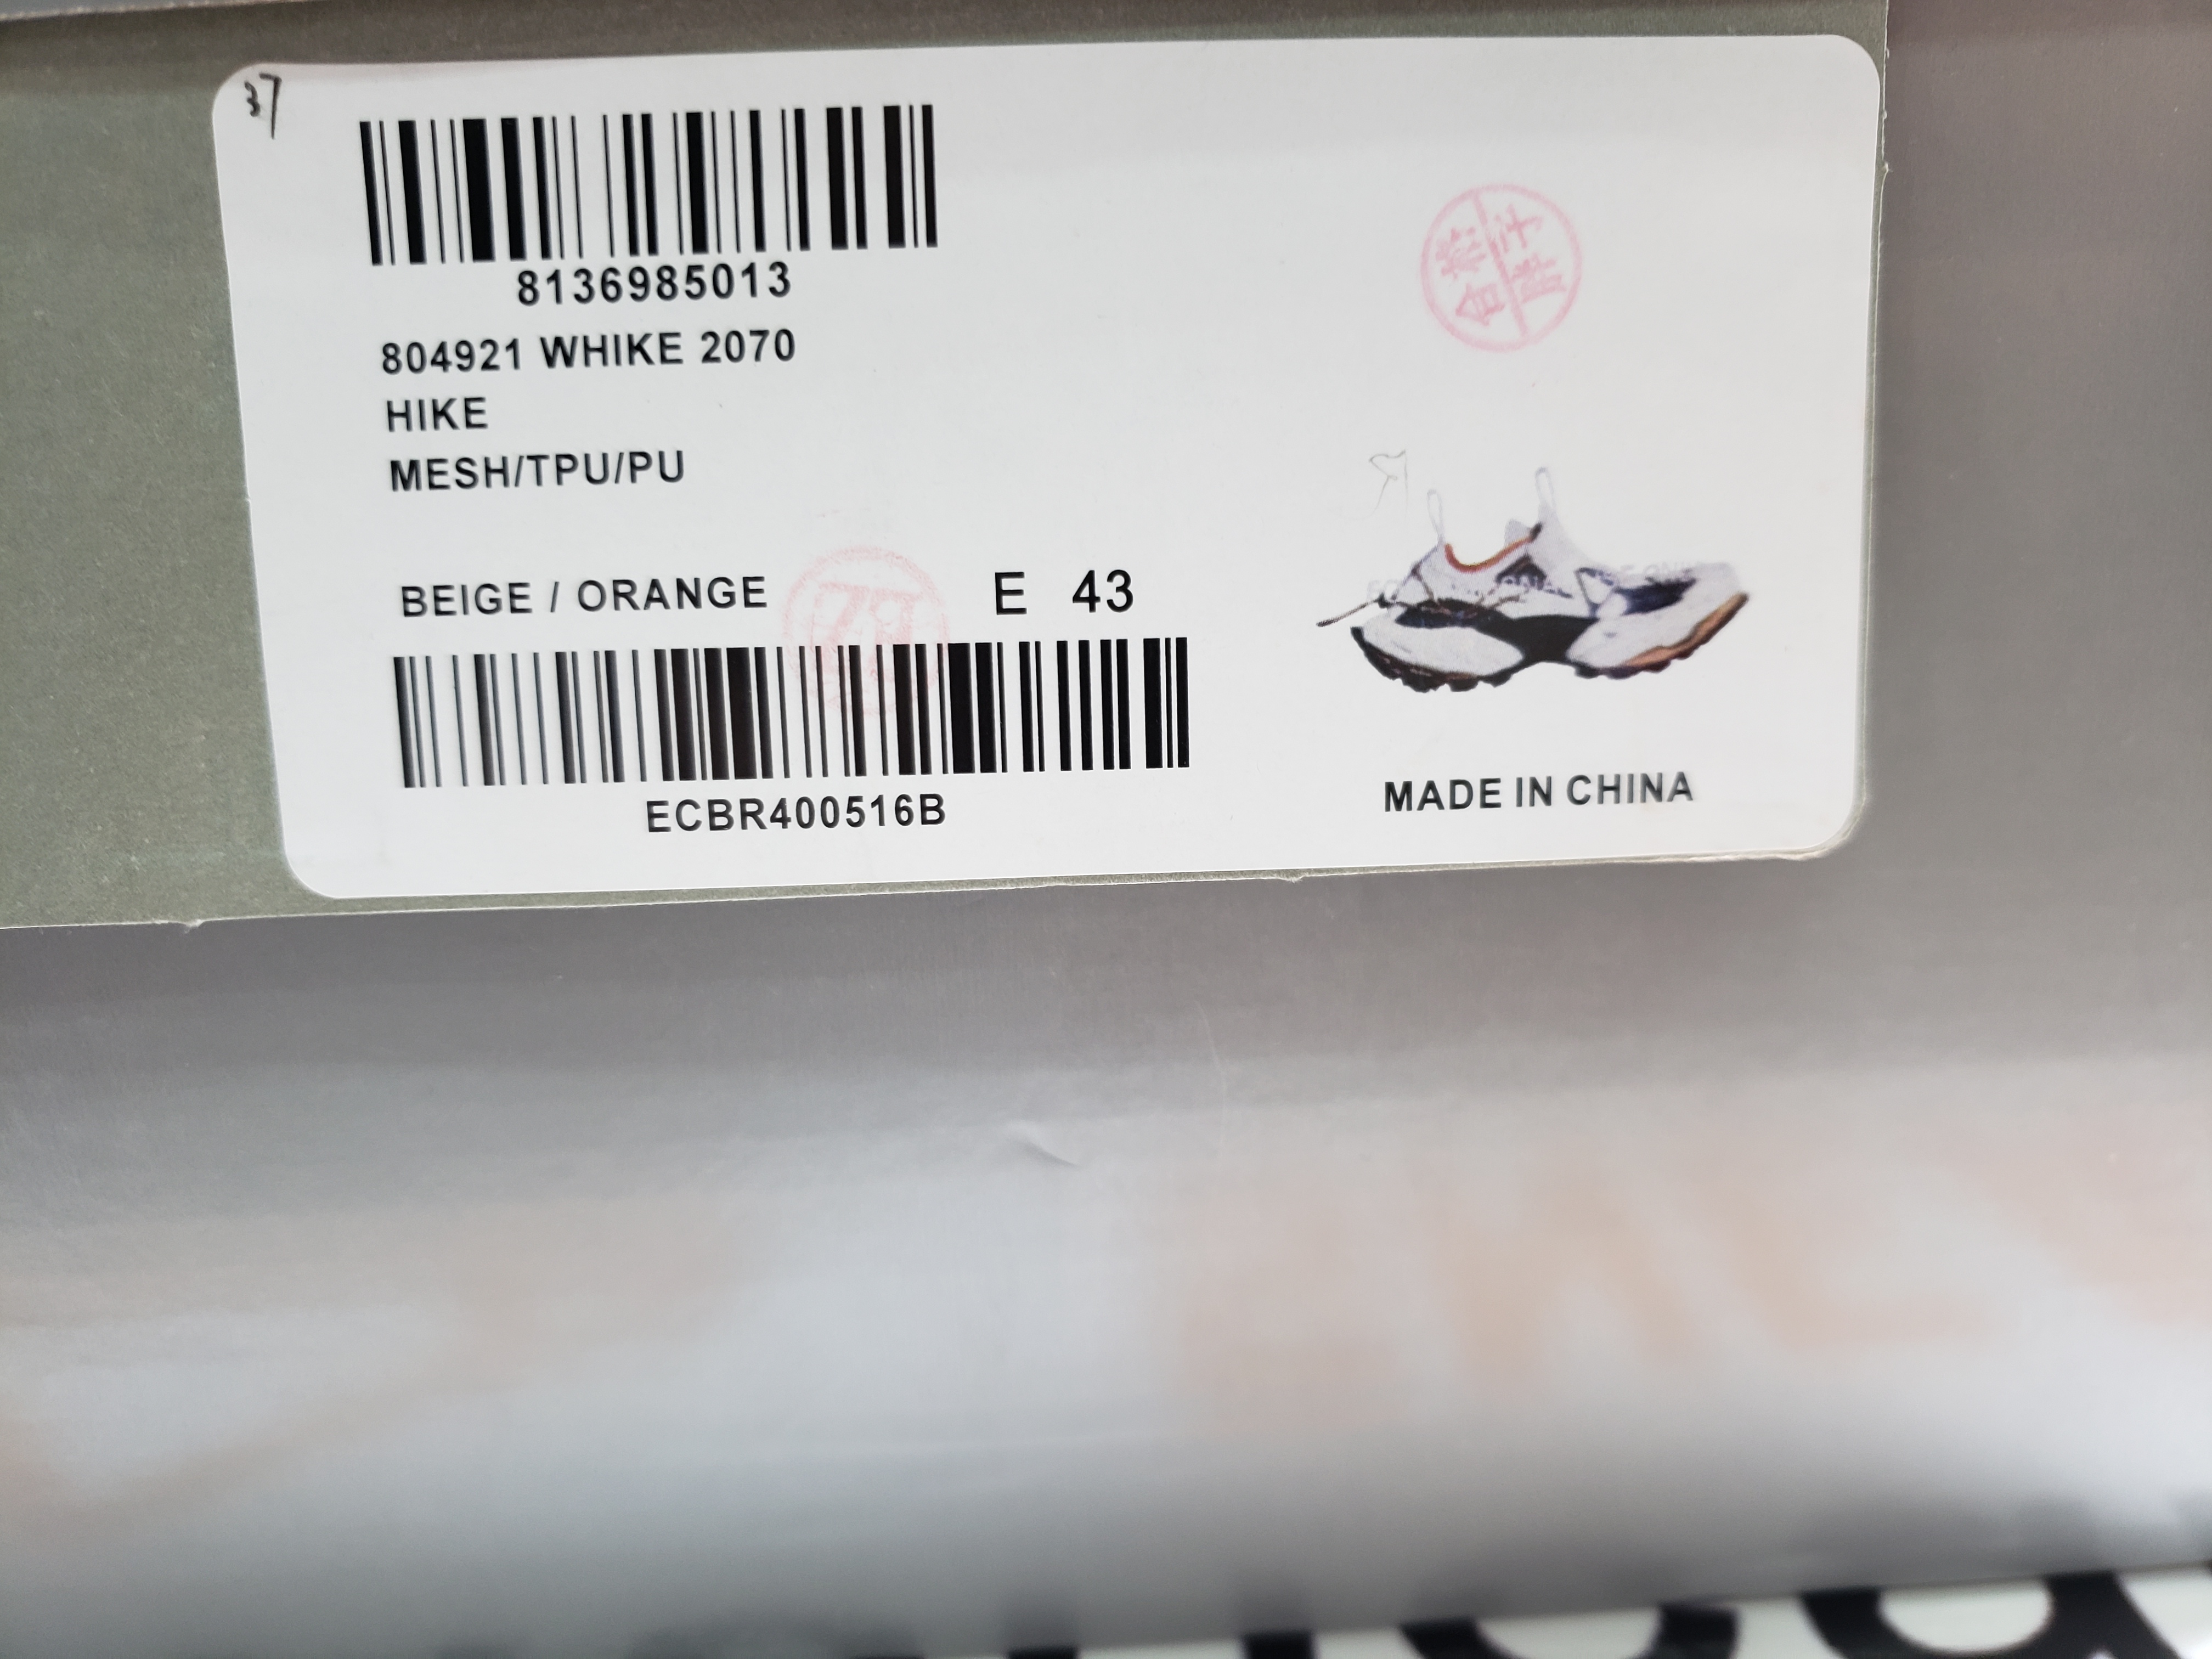 37
8136985013
804921 WHIKE 2070
HIKE
MESH/TPU/PU
BEIGE / ORANGE E 43
ECBR400516B
MADE IN CHINA